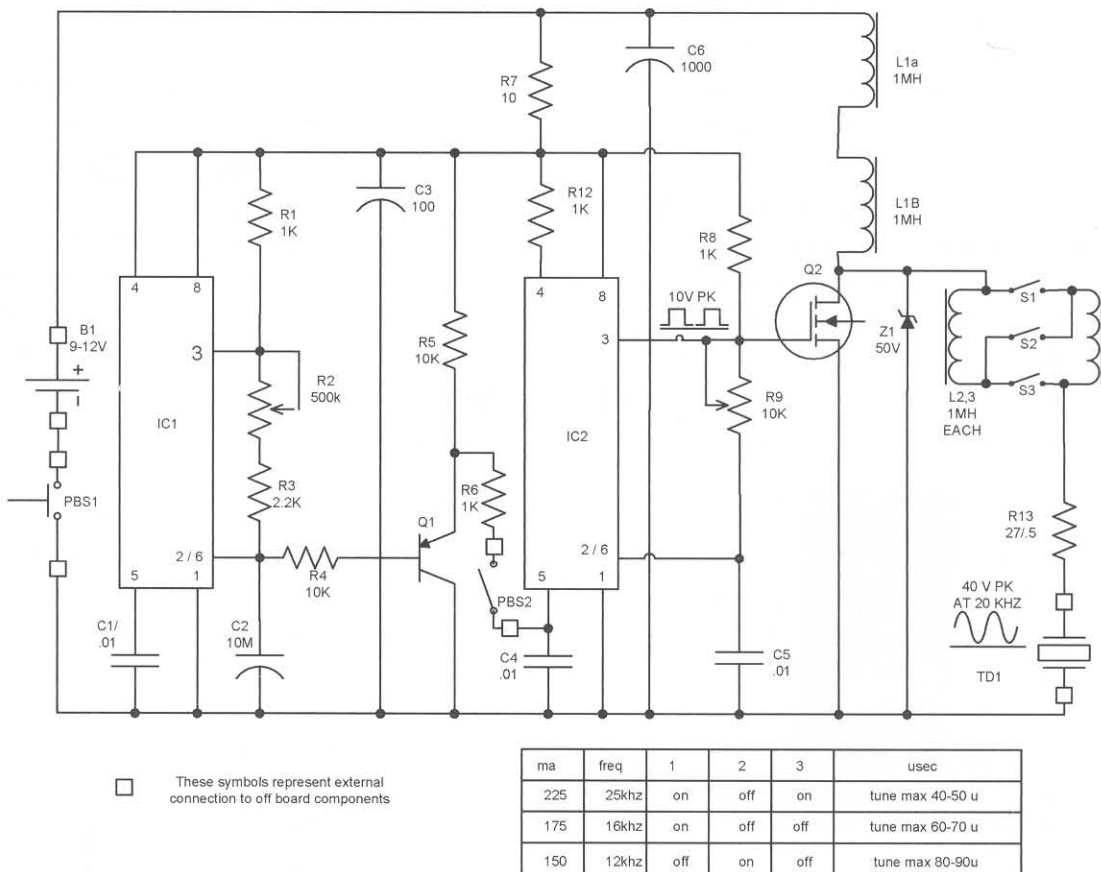 C6
1000
L1a
1MH
R7
10
C3
100
R12
1K
R1
1K
L1B
1MH
R8
1K
Q2
4
8
4
8
10V PK
S1
B1
9-12V
+
-
3
R5
10K
3
Z1
50V
S2
R2
500k
R9
10K
S3
L2,3
1MH
EACH
IC1
IC2
R3
2.2K
R6
1K
PBS1
Q1
R13
27/.5
2 / 6
2 / 6
5
1
R4
10K
5
1
PBS2
40 V PK
AT 20 KHZ
C1/
.01
C2
10M
C4
.01
C5
.01
TD1
These symbols represent external
connection to off board components
ma freq 1 2 3 usec
225 25khz on off on tune max 40-50 u
175 16khz on off off tune max 60-70 u
150 12khz off on off tune max 80-90u